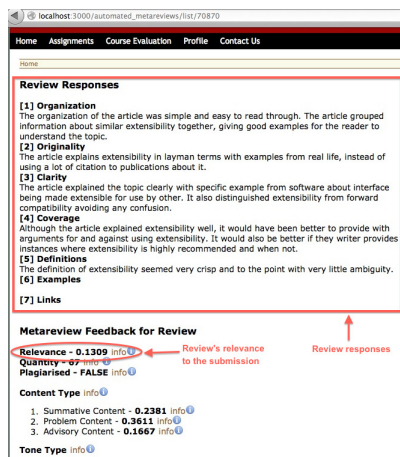 localhost:3000/automated_metareviews/list/70870
Home Assignments Course Evaluation Profile Contact Us
Home
Review Responses
[1] Organization
The organization of the article was simple and easy to read through. The article grouped
information about similar extensibility together, giving good examples for the reader to
understand the topic.
[2] Originality
The article explains extensibility in layman terms with examples from real life, instead of
using a lot of citation to publications about it.
[3] Clarity
The article explained the topic clearly with specific example from software about interface
being made extensible for use by other. It also distinguished extensibility from forward
compatibility avoiding any confusion.
[4] Coverage
Although the article explained extensibility well, it would have been better to provide with
arguments for and against using extensibility. It would also be better if they writer provides
instances where extensibility is highly recommended and when not.
[5] Definitions
The definition of extensibility seemed very crisp and to the point with very little ambiguity.
[6] Examples
[7] Links
Metareview Feedback for Review
Relevance - 0.1309 info
Review's relevance
to the submission
Review responses
Quantity - 67 info
Plagiarised - FALSE info
Content Type info
1. Summative Content - 0.2381 info
2. Problem Content - 0.3611 info
3. Advisory Content - 0.1667 info
Tone Type info